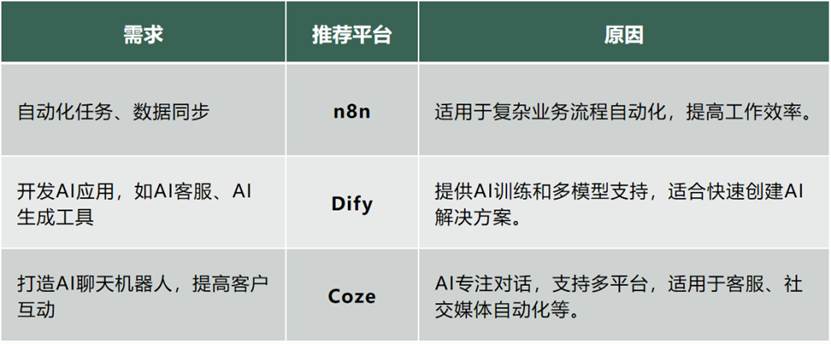 需求
推荐平台
原因
自动化任务、数据同步
n8n
适用于复杂业务流程自动化，提高工作效率。
开发AI应用，如AI客服、AI
生成工具
Dify
提供AI训练和多模型支持，适合快速创建AI
解决方案。
打造AI聊天机器人，提高客户
互动
Coze
AI专注对话，支持多平台，适用于客服、社
交媒体自动化等。